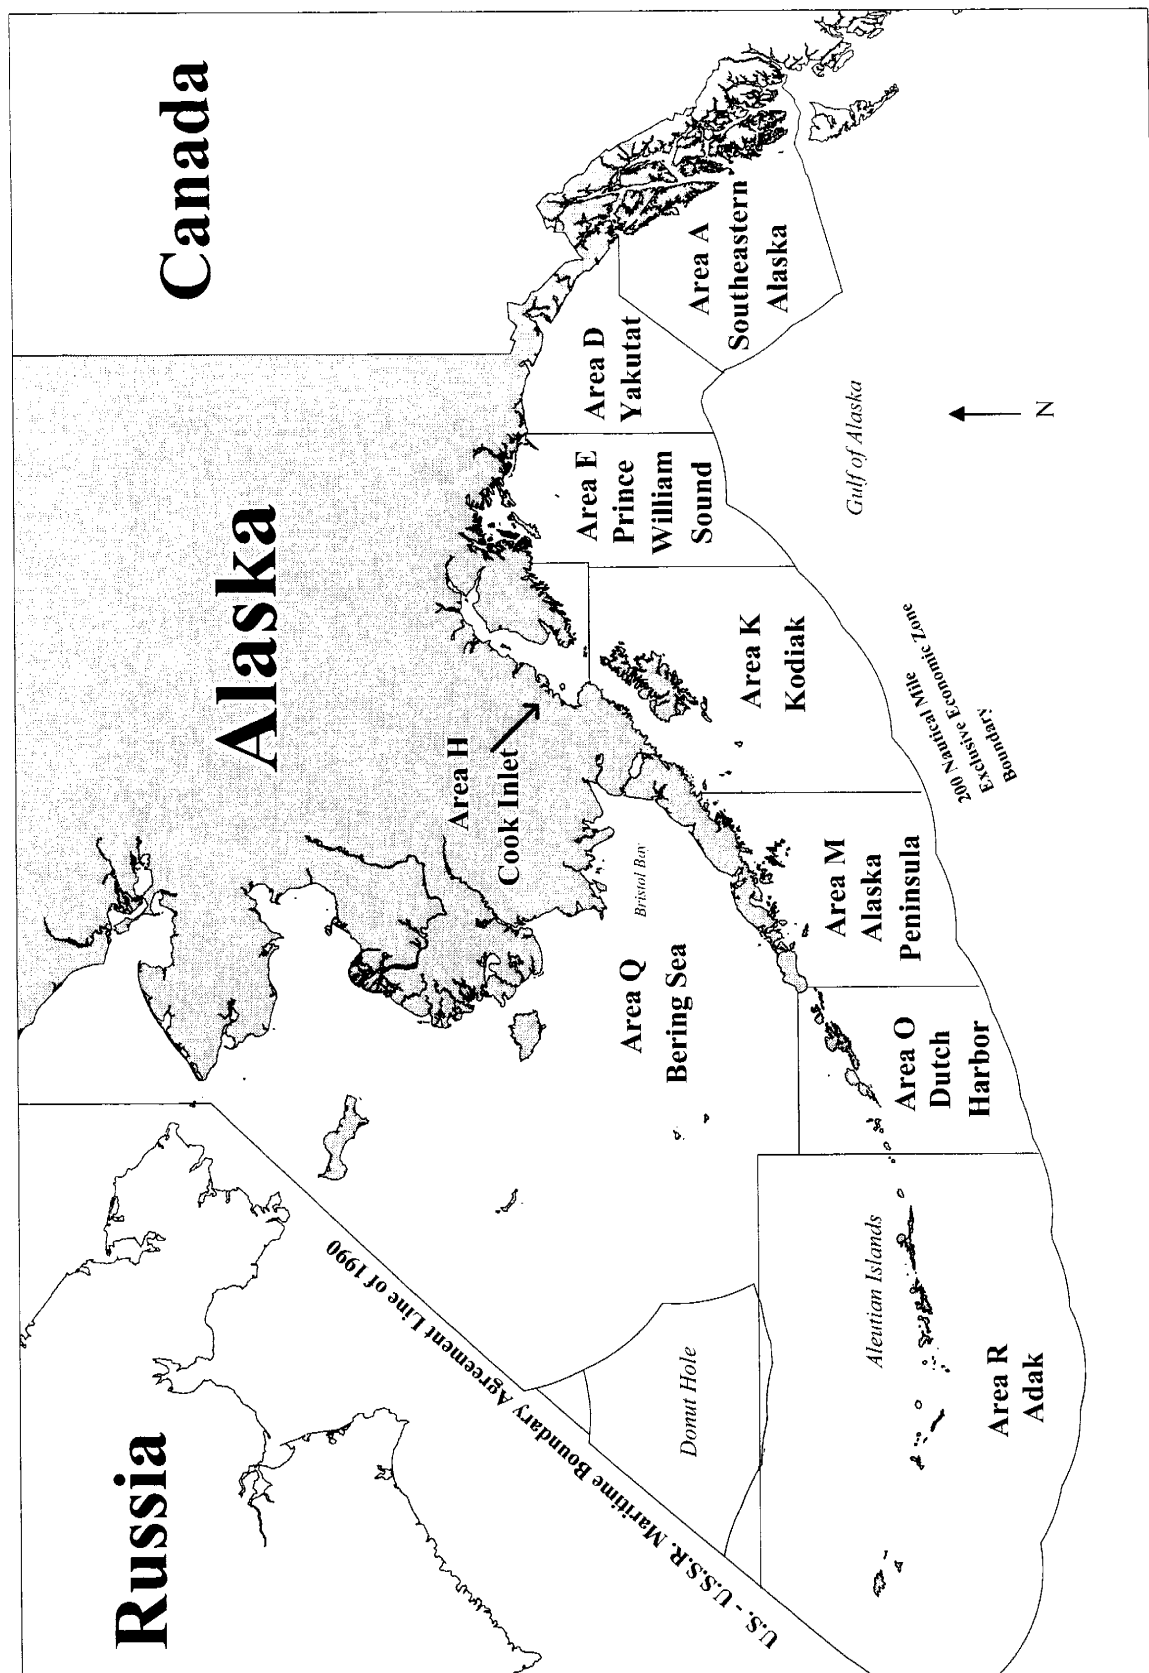 Russia
Alaska
Canada
U.S. - U.S.S.R. Maritime Boundary Agreement Line of 1990
Area H
Cook Inlet
Bristol Bay
Area Q
Bering Sea
Donut Hole
Aleutian Islands
Area R
Adak
Area O
Dutch
Harbor
Area M
Alaska
Peninsula
Area K
Kodiak
Area E
Prince
William
Sound
Area D
Yakutat
Area A
Southeastern
Alaska
Gulf of Alaska
200 Nautical Mile
Exclusive Economic Zone
Boundary
N